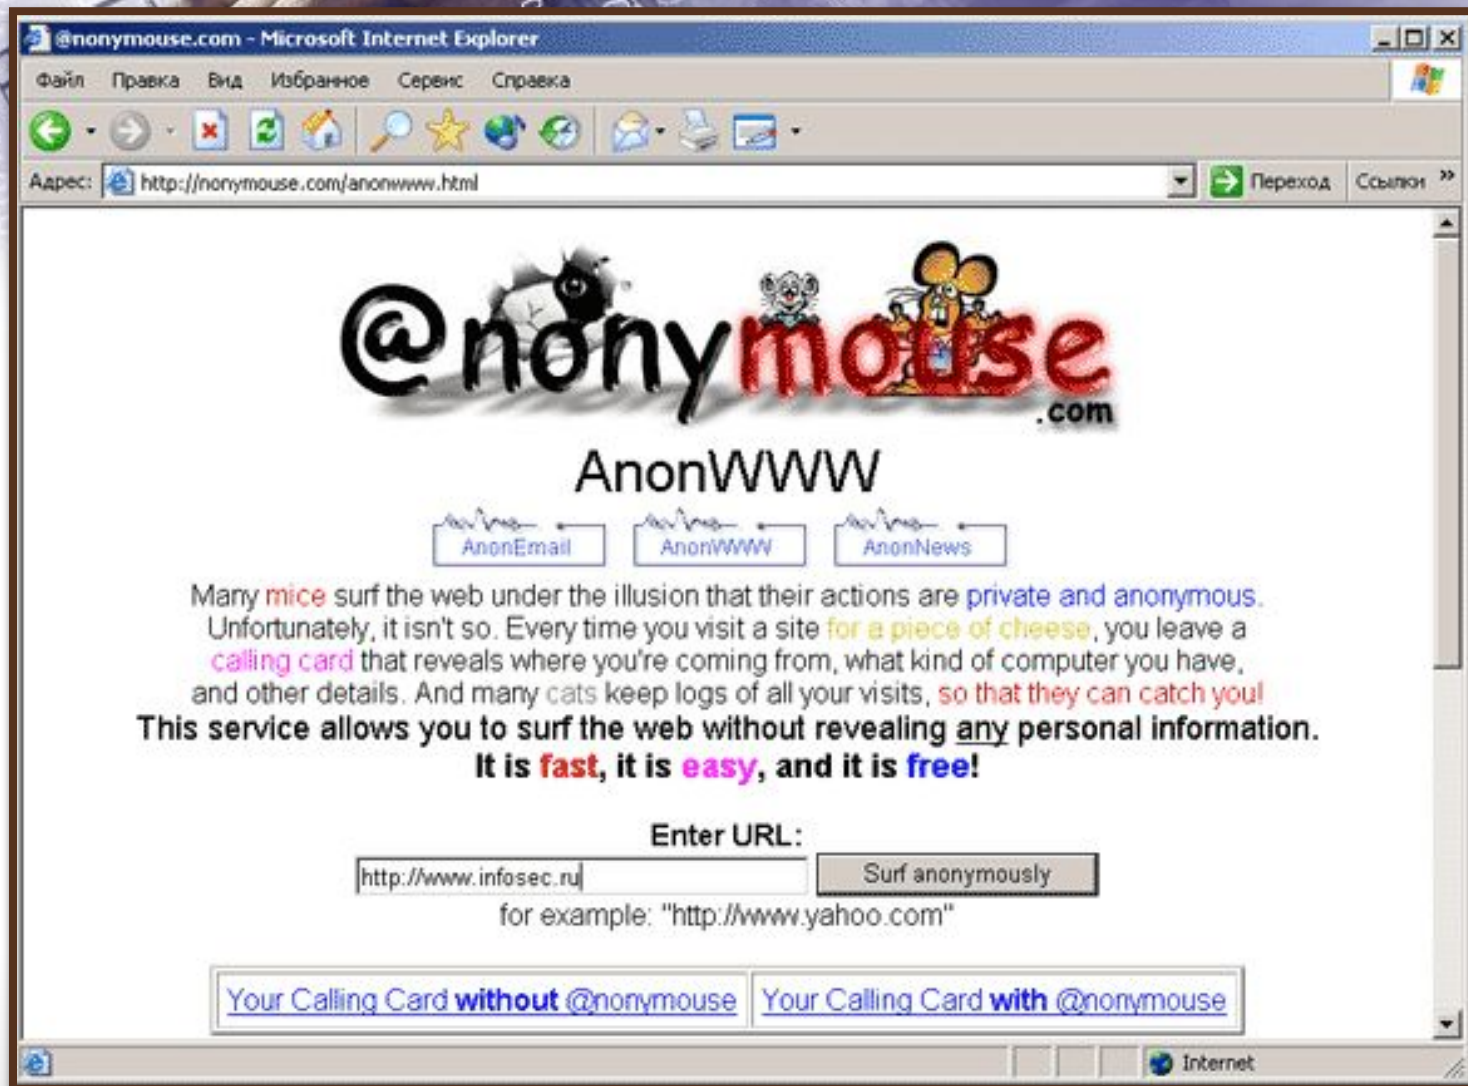 @nonymouse.com - Microsoft Internet Explorer
Файл Правка Вид Избранное Сервис Справка
Адрес: http://nonymouse.com/anonwww.html Переход Ссылки »
@nonymouse
.com
AnonWWW
AnonEmail AnonWWW AnonNews
Many mice surf the web under the illusion that their actions are private and anonymous.
Unfortunately, it isn't so. Every time you visit a site for a piece of cheese, you leave a
calling card that reveals where you're coming from, what kind of computer you have,
and other details. And many cats keep logs of all your visits, so that they can catch you!
This service allows you to surf the web without revealing any personal information.
It is fast, it is easy, and it is free!
Enter URL:
http://www.infosec.ru Surf anonymously
for example: "http://www.yahoo.com"
Your Calling Card without @nonymouse Your Calling Card with @nonymouse
Internet